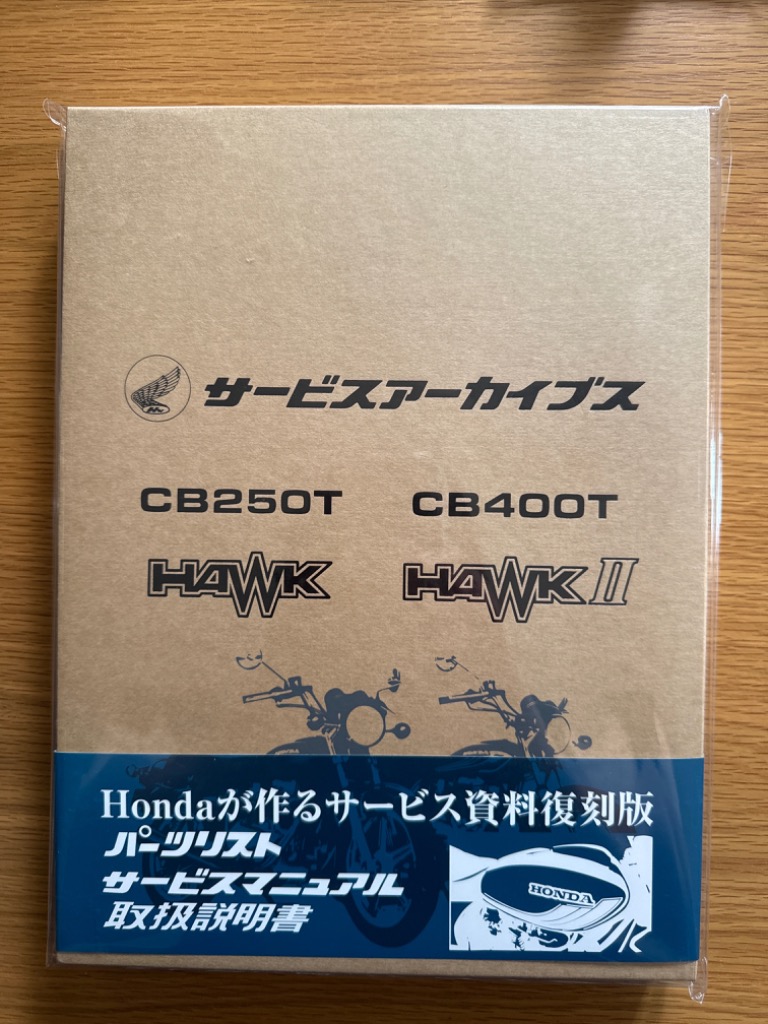 サービスアーカイブス
CB250T CB400T
HAWK HAWK II
Hondaが作るサービス資料復刻版
パーツリスト
サービスマニュアル
取扱説明書
HONDA